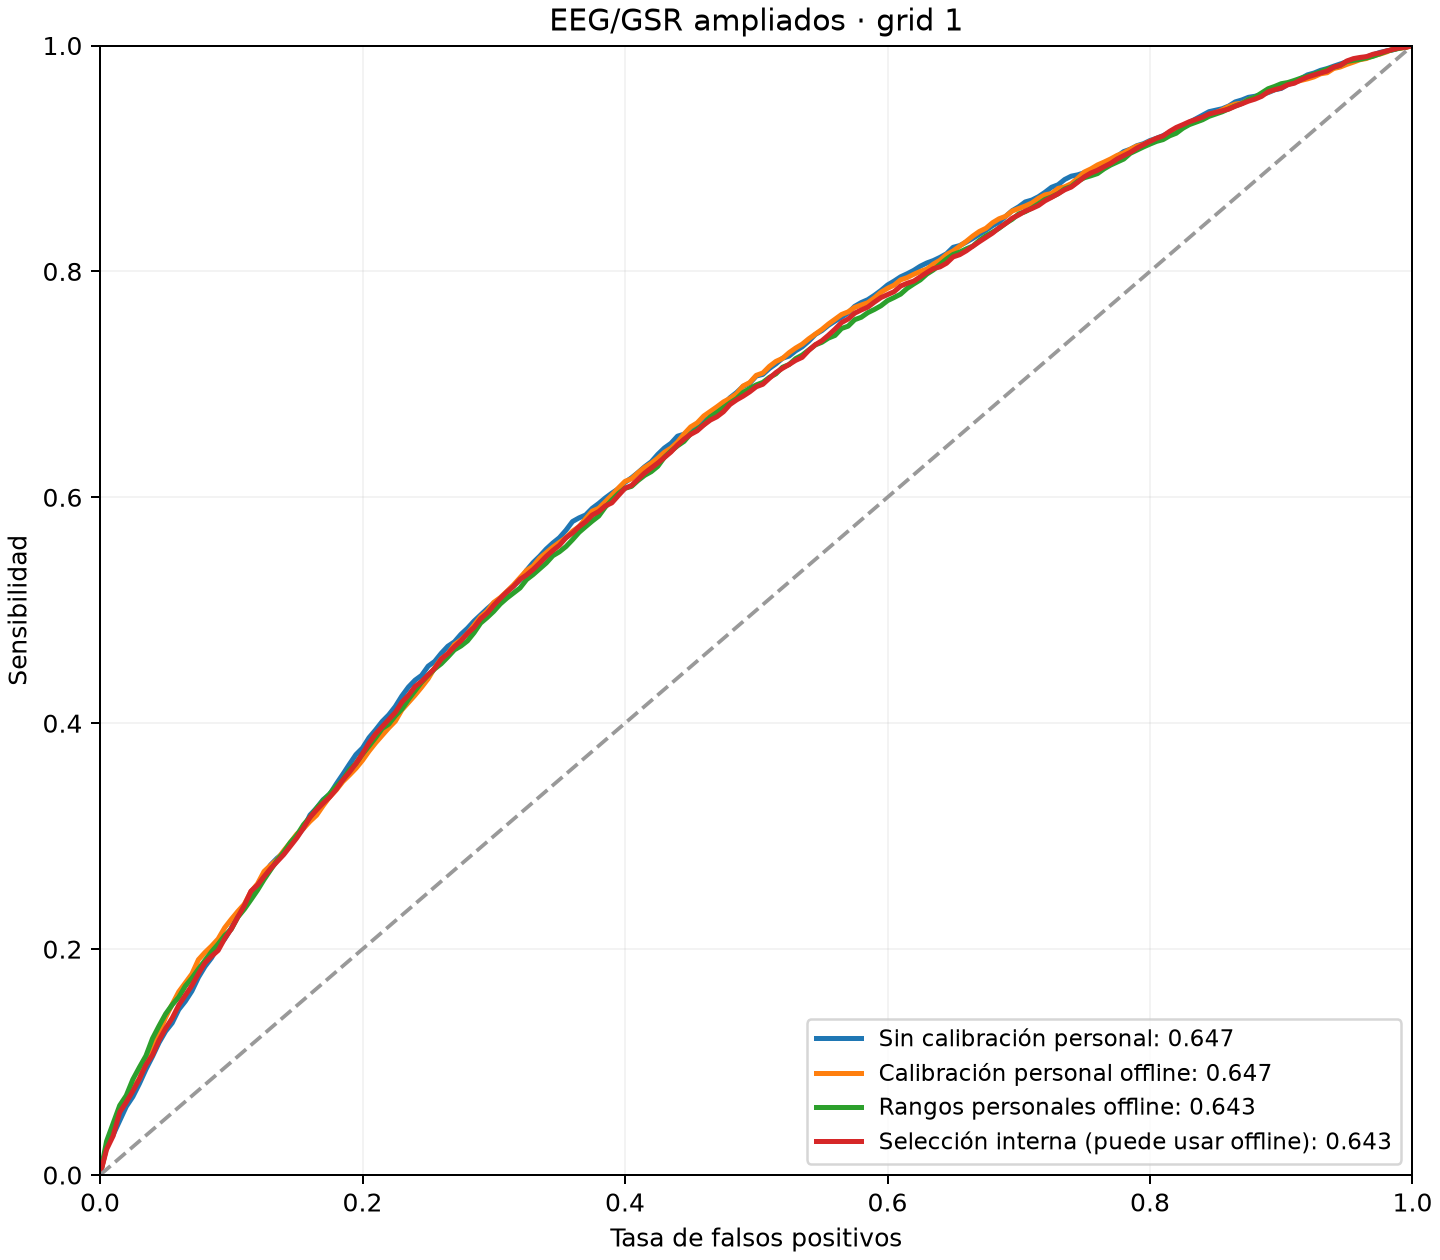 EEG/GSR ampliados · grid 1
1.0
0.8
0.6
0.4
0.2
0.0
Sensibilidad
Sin calibración personal: 0.647
Calibración personal offline: 0.647
Rangos personales offline: 0.643
Selección interna (puede usar offline): 0.643
0.0 0.2 0.4 0.6 0.8 1.0
Tasa de falsos positivos